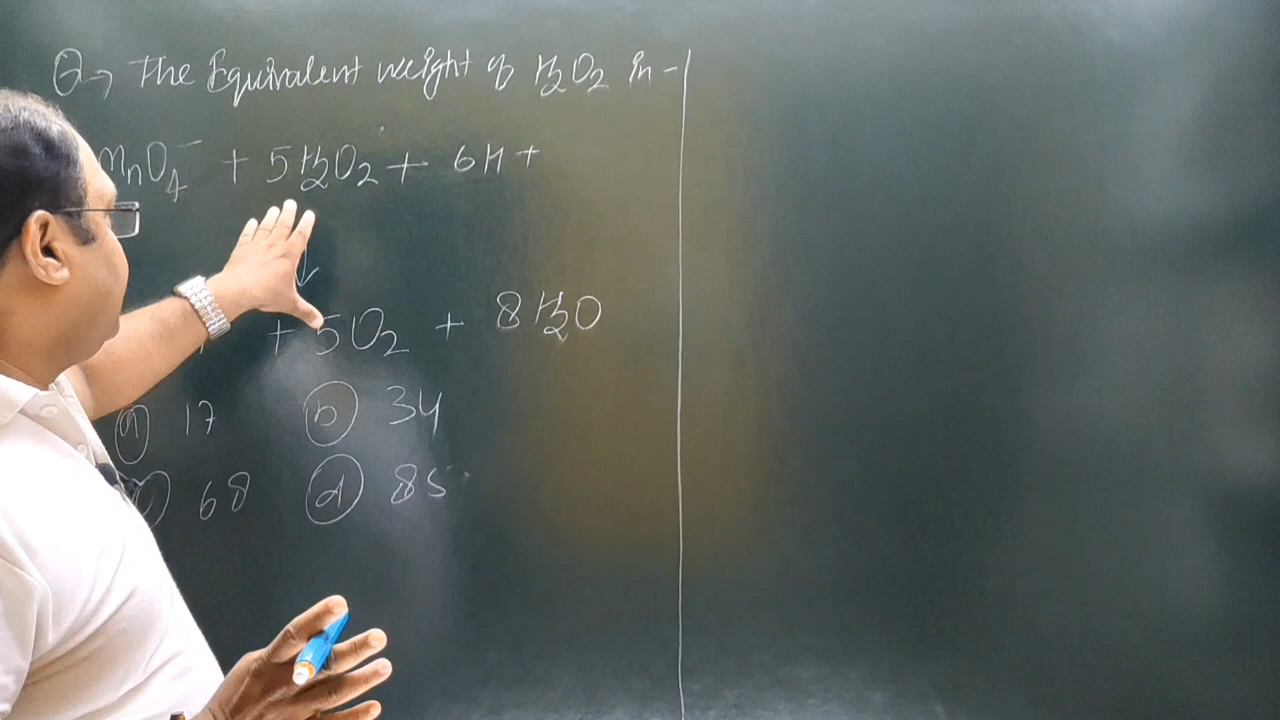 Q→ The Equivalent weight of H2O2 in -
MnO4⁻ + 5H2O2 + 6H+
↓
+ 5O2 + 8H2O
(a) 17 (b) 34
68 (d) 85